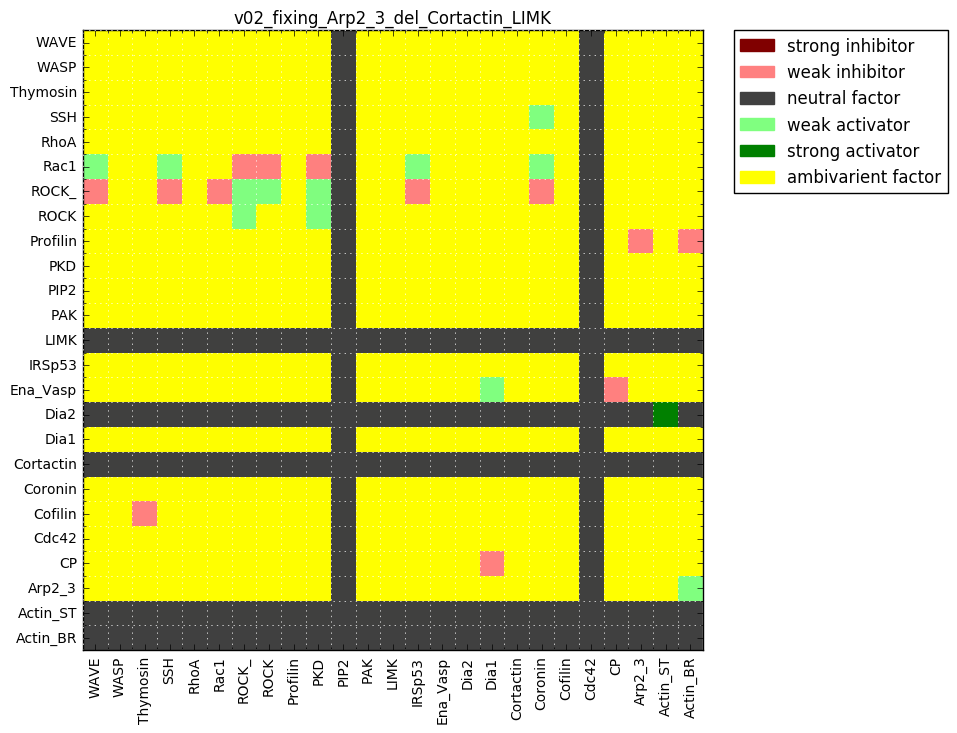 v02_fixing_Arp2_3_del_Cortactin_LIMK
WAVE
WASP
Thymosin
SSH
RhoA
Rac1
ROCK_
ROCK
Profilin
PKD
PIP2
PAK
LIMK
IRSp53
Ena_Vasp
Dia2
Dia1
Cortactin
Coronin
Cofilin
Cdc42
CP
Arp2_3
Actin_ST
Actin_BR
WAVE
WASP
Thymosin
SSH
RhoA
Rac1
ROCK_
ROCK
Profilin
PKD
PIP2
PAK
LIMK
IRSp53
Ena_Vasp
Dia2
Dia1
Cortactin
Coronin
Cofilin
Cdc42
CP
Arp2_3
Actin_ST
Actin_BR
strong inhibitor
weak inhibitor
neutral factor
weak activator
strong activator
ambivarient factor